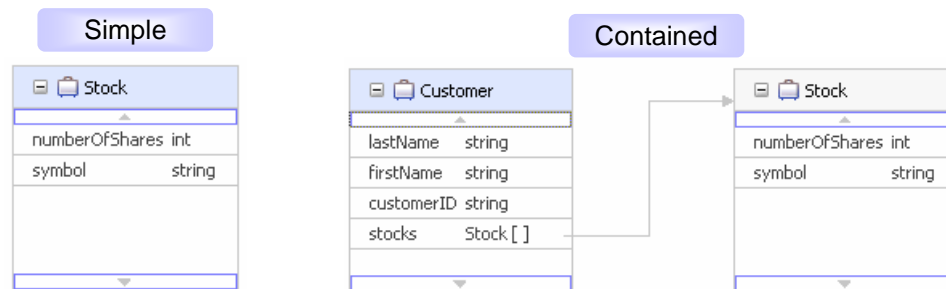 Simple
Stock
numberOfShares int
symbol string
Contained
Customer
lastName string
firstName string
customerID string
stocks Stock [ ]
Stock
numberOfShares int
symbol string